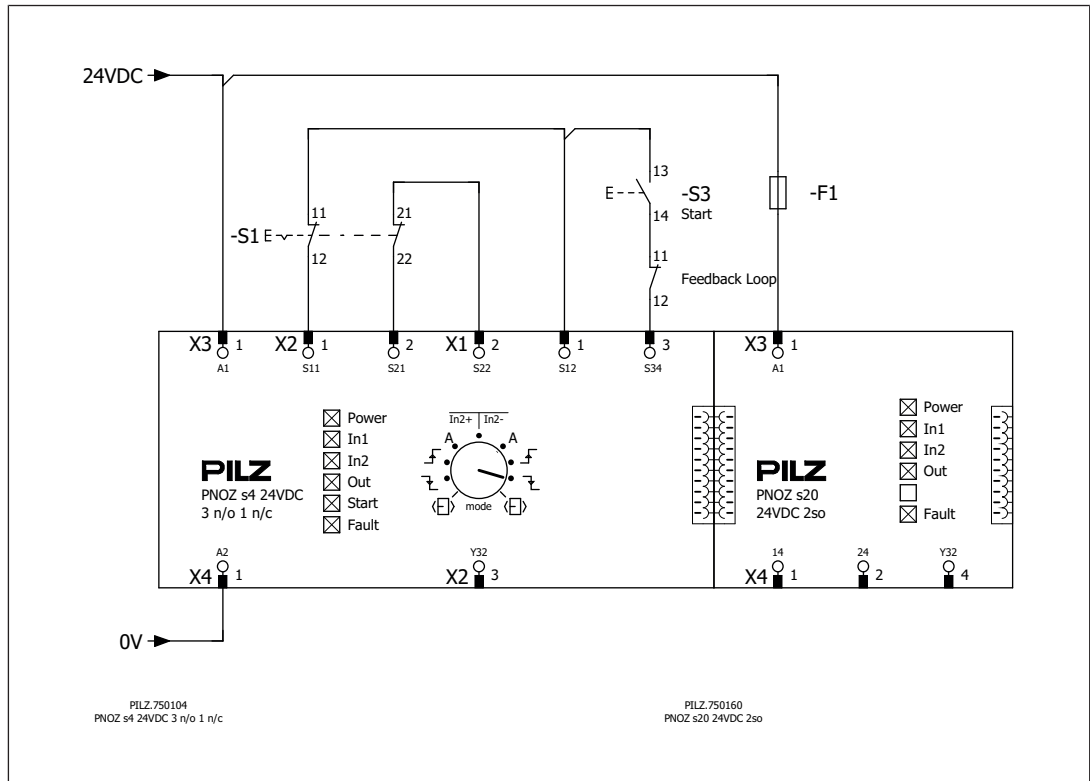 24VDC
13
-S3
14 Start
-F1
11 21
-S1
12 22
11
Feedback Loop
12
X3 1 X2 1 2 X1 2 1 3 X3 1
A1 S11 S21 S22 S12 S34 A1
Power
In1
In2
Out
Start
Fault
In2+ In2-
A A
mode
Power
In1
In2
Out
Fault
PILZ
PNOZ s4 24VDC
3 n/o 1 n/c
PILZ
PNOZ s20
24VDC 2so
A2 Y32 14 24 Y32
X4 1 X2 3 X4 1 2 4
0V
PILZ.750104
PNOZ s4 24VDC 3 n/o 1 n/c
PILZ.750160
PNOZ s20 24VDC 2so